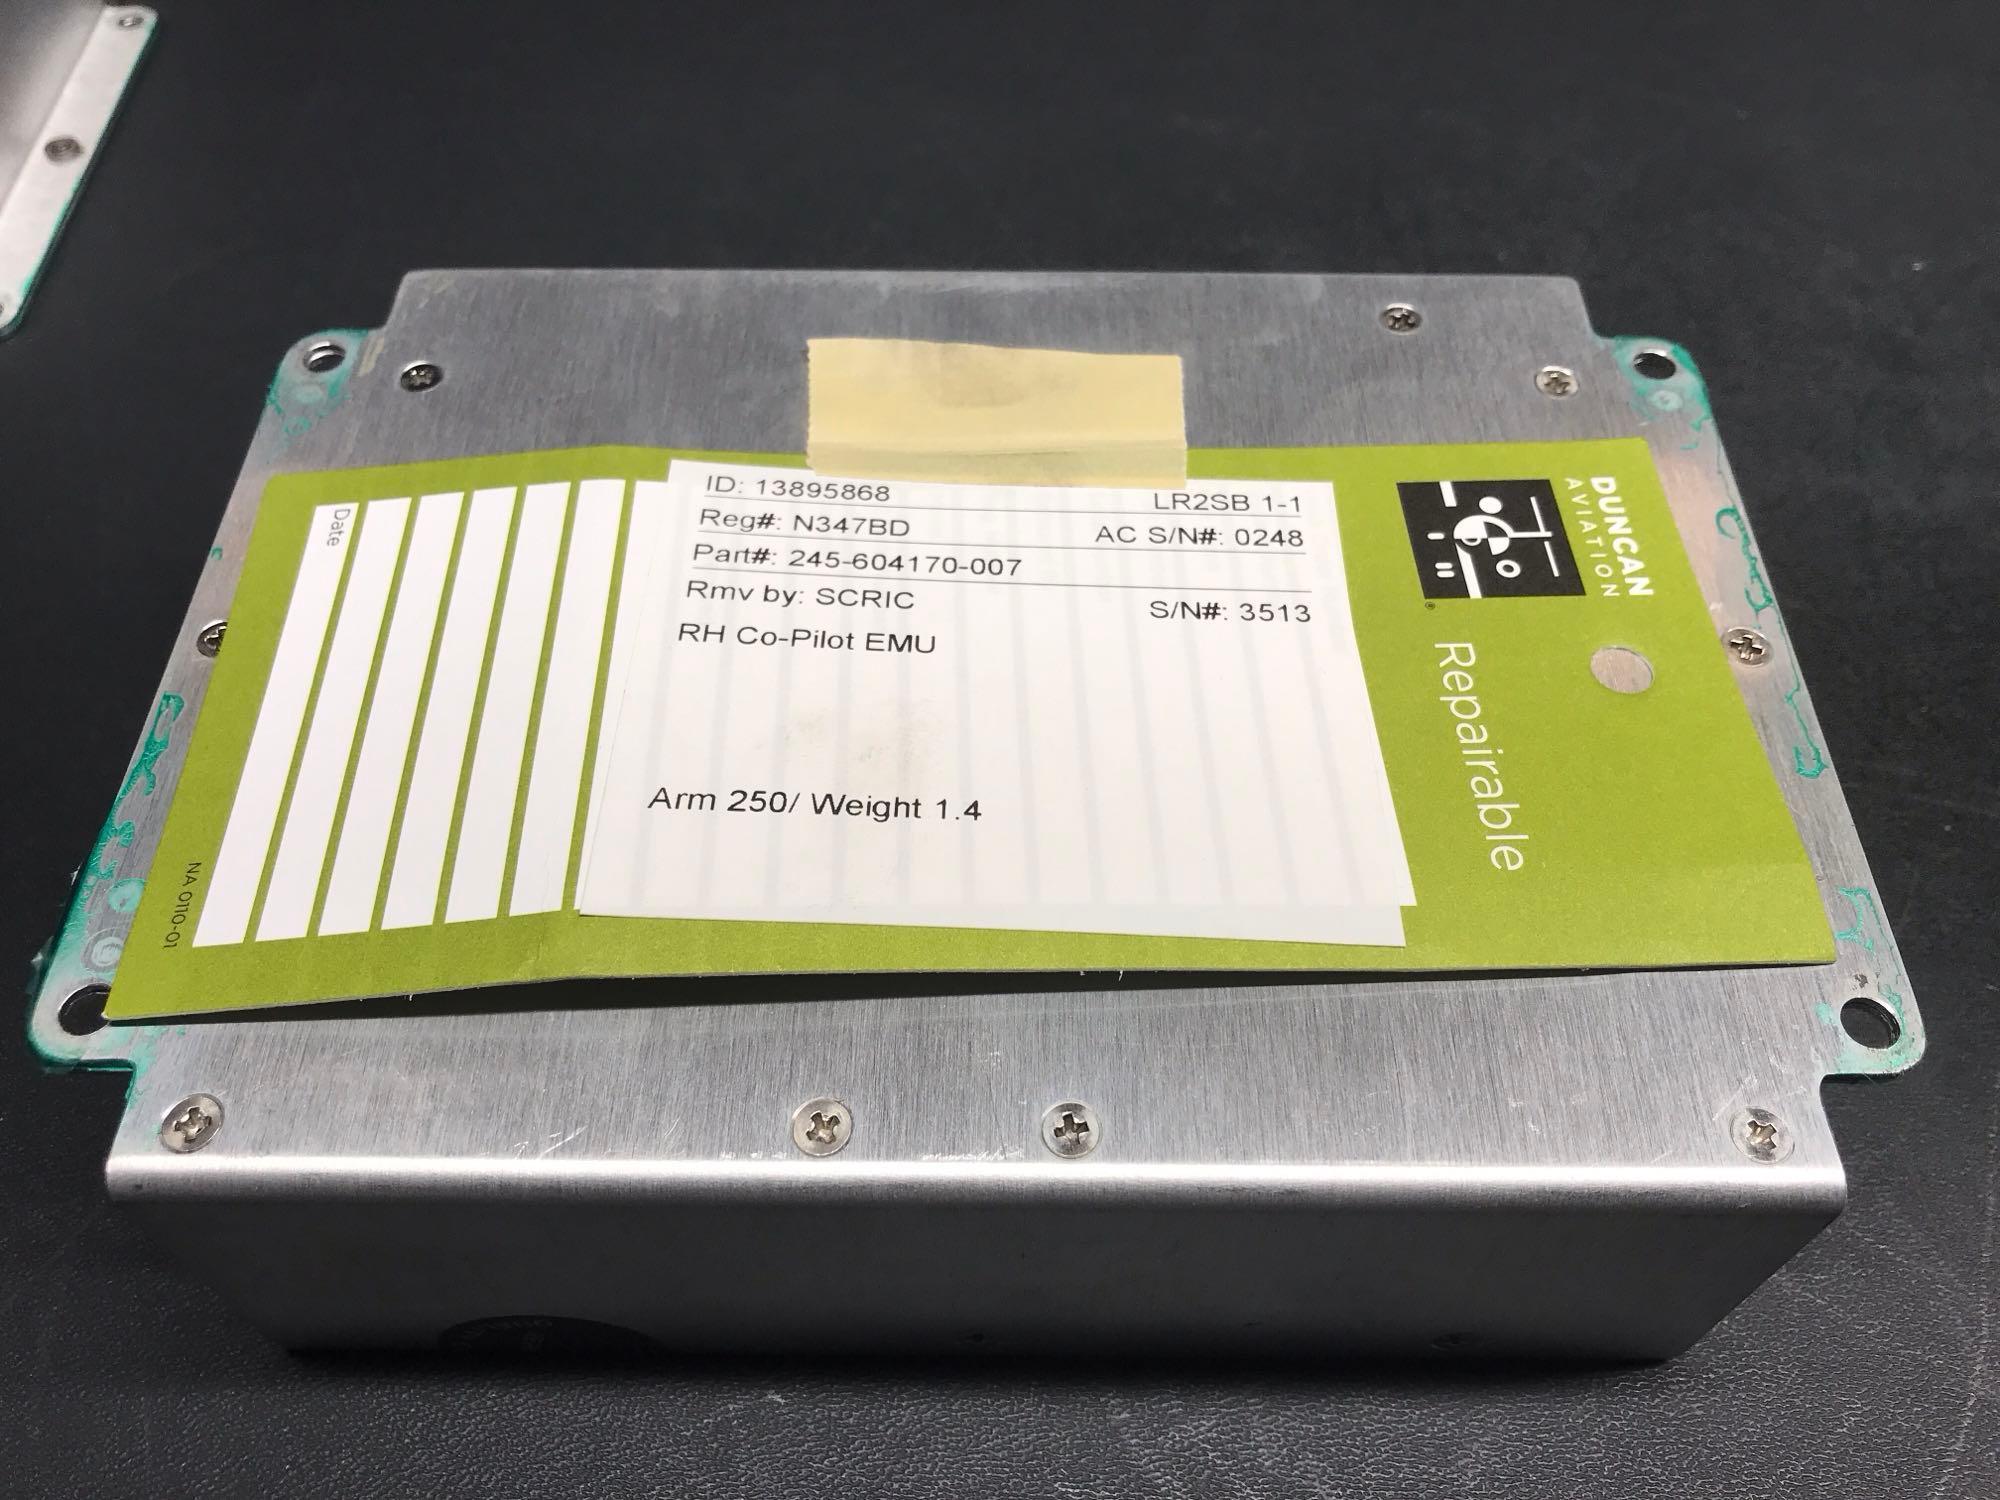 ID: 13895868
LR2SB 1-1
Reg#: N347BD
AC S/N#: 0248
Part#: 245-604170-007
Rmv by: SCRIC
S/N#: 3513
RH Co-Pilot EMU
Arm 250/ Weight 1.4
DUNCAN
AVIATION
®
Repairable
Date
NA 0110-01